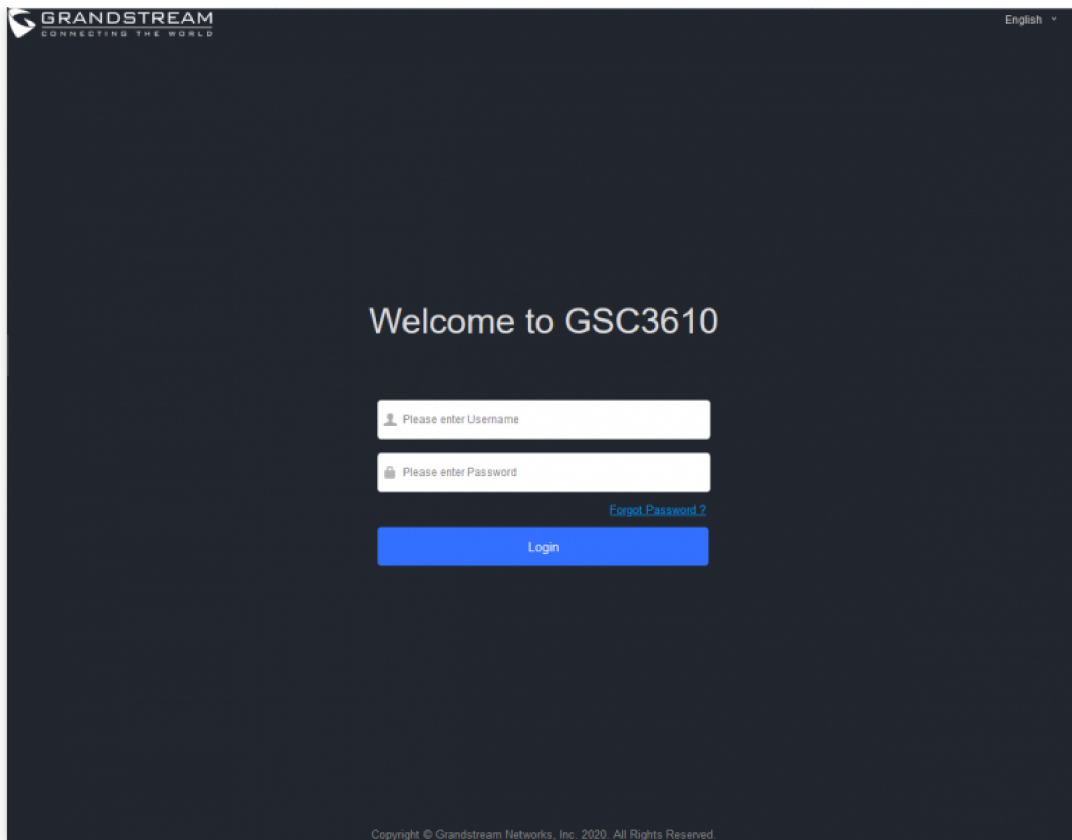 GRANDSTREAM
CONNECTING THE WORLD
English
Welcome to GSC3610
Please enter Username
Please enter Password
Forgot Password ?
Login
Copyright © Grandstream Networks, Inc. 2020. All Rights Reserved.